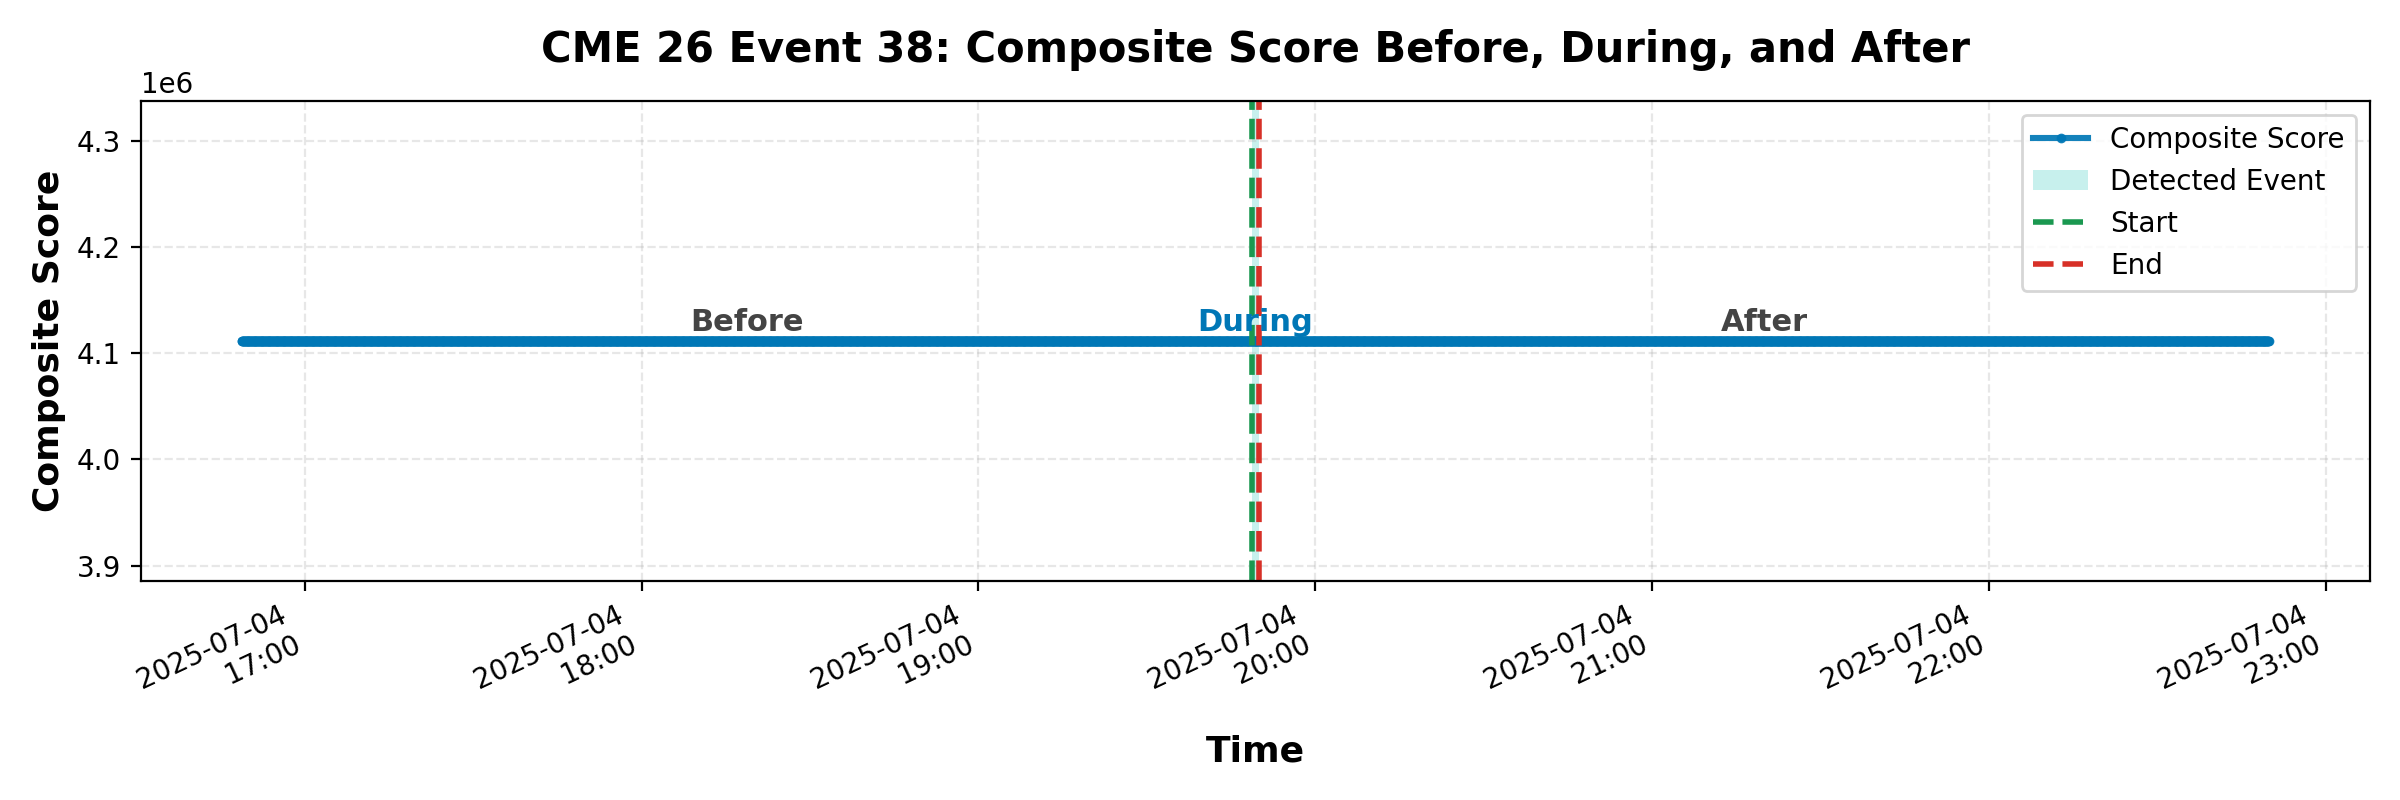 CME 26 Event 38: Composite Score Before, During, and After
1e6
4.3
4.2
4.1
4.0
3.9
Composite Score
Before
During
After
Composite Score
Detected Event
Start
End
2025-07-04
17:00
2025-07-04
18:00
2025-07-04
19:00
2025-07-04
20:00
2025-07-04
21:00
2025-07-04
22:00
2025-07-04
23:00
Time